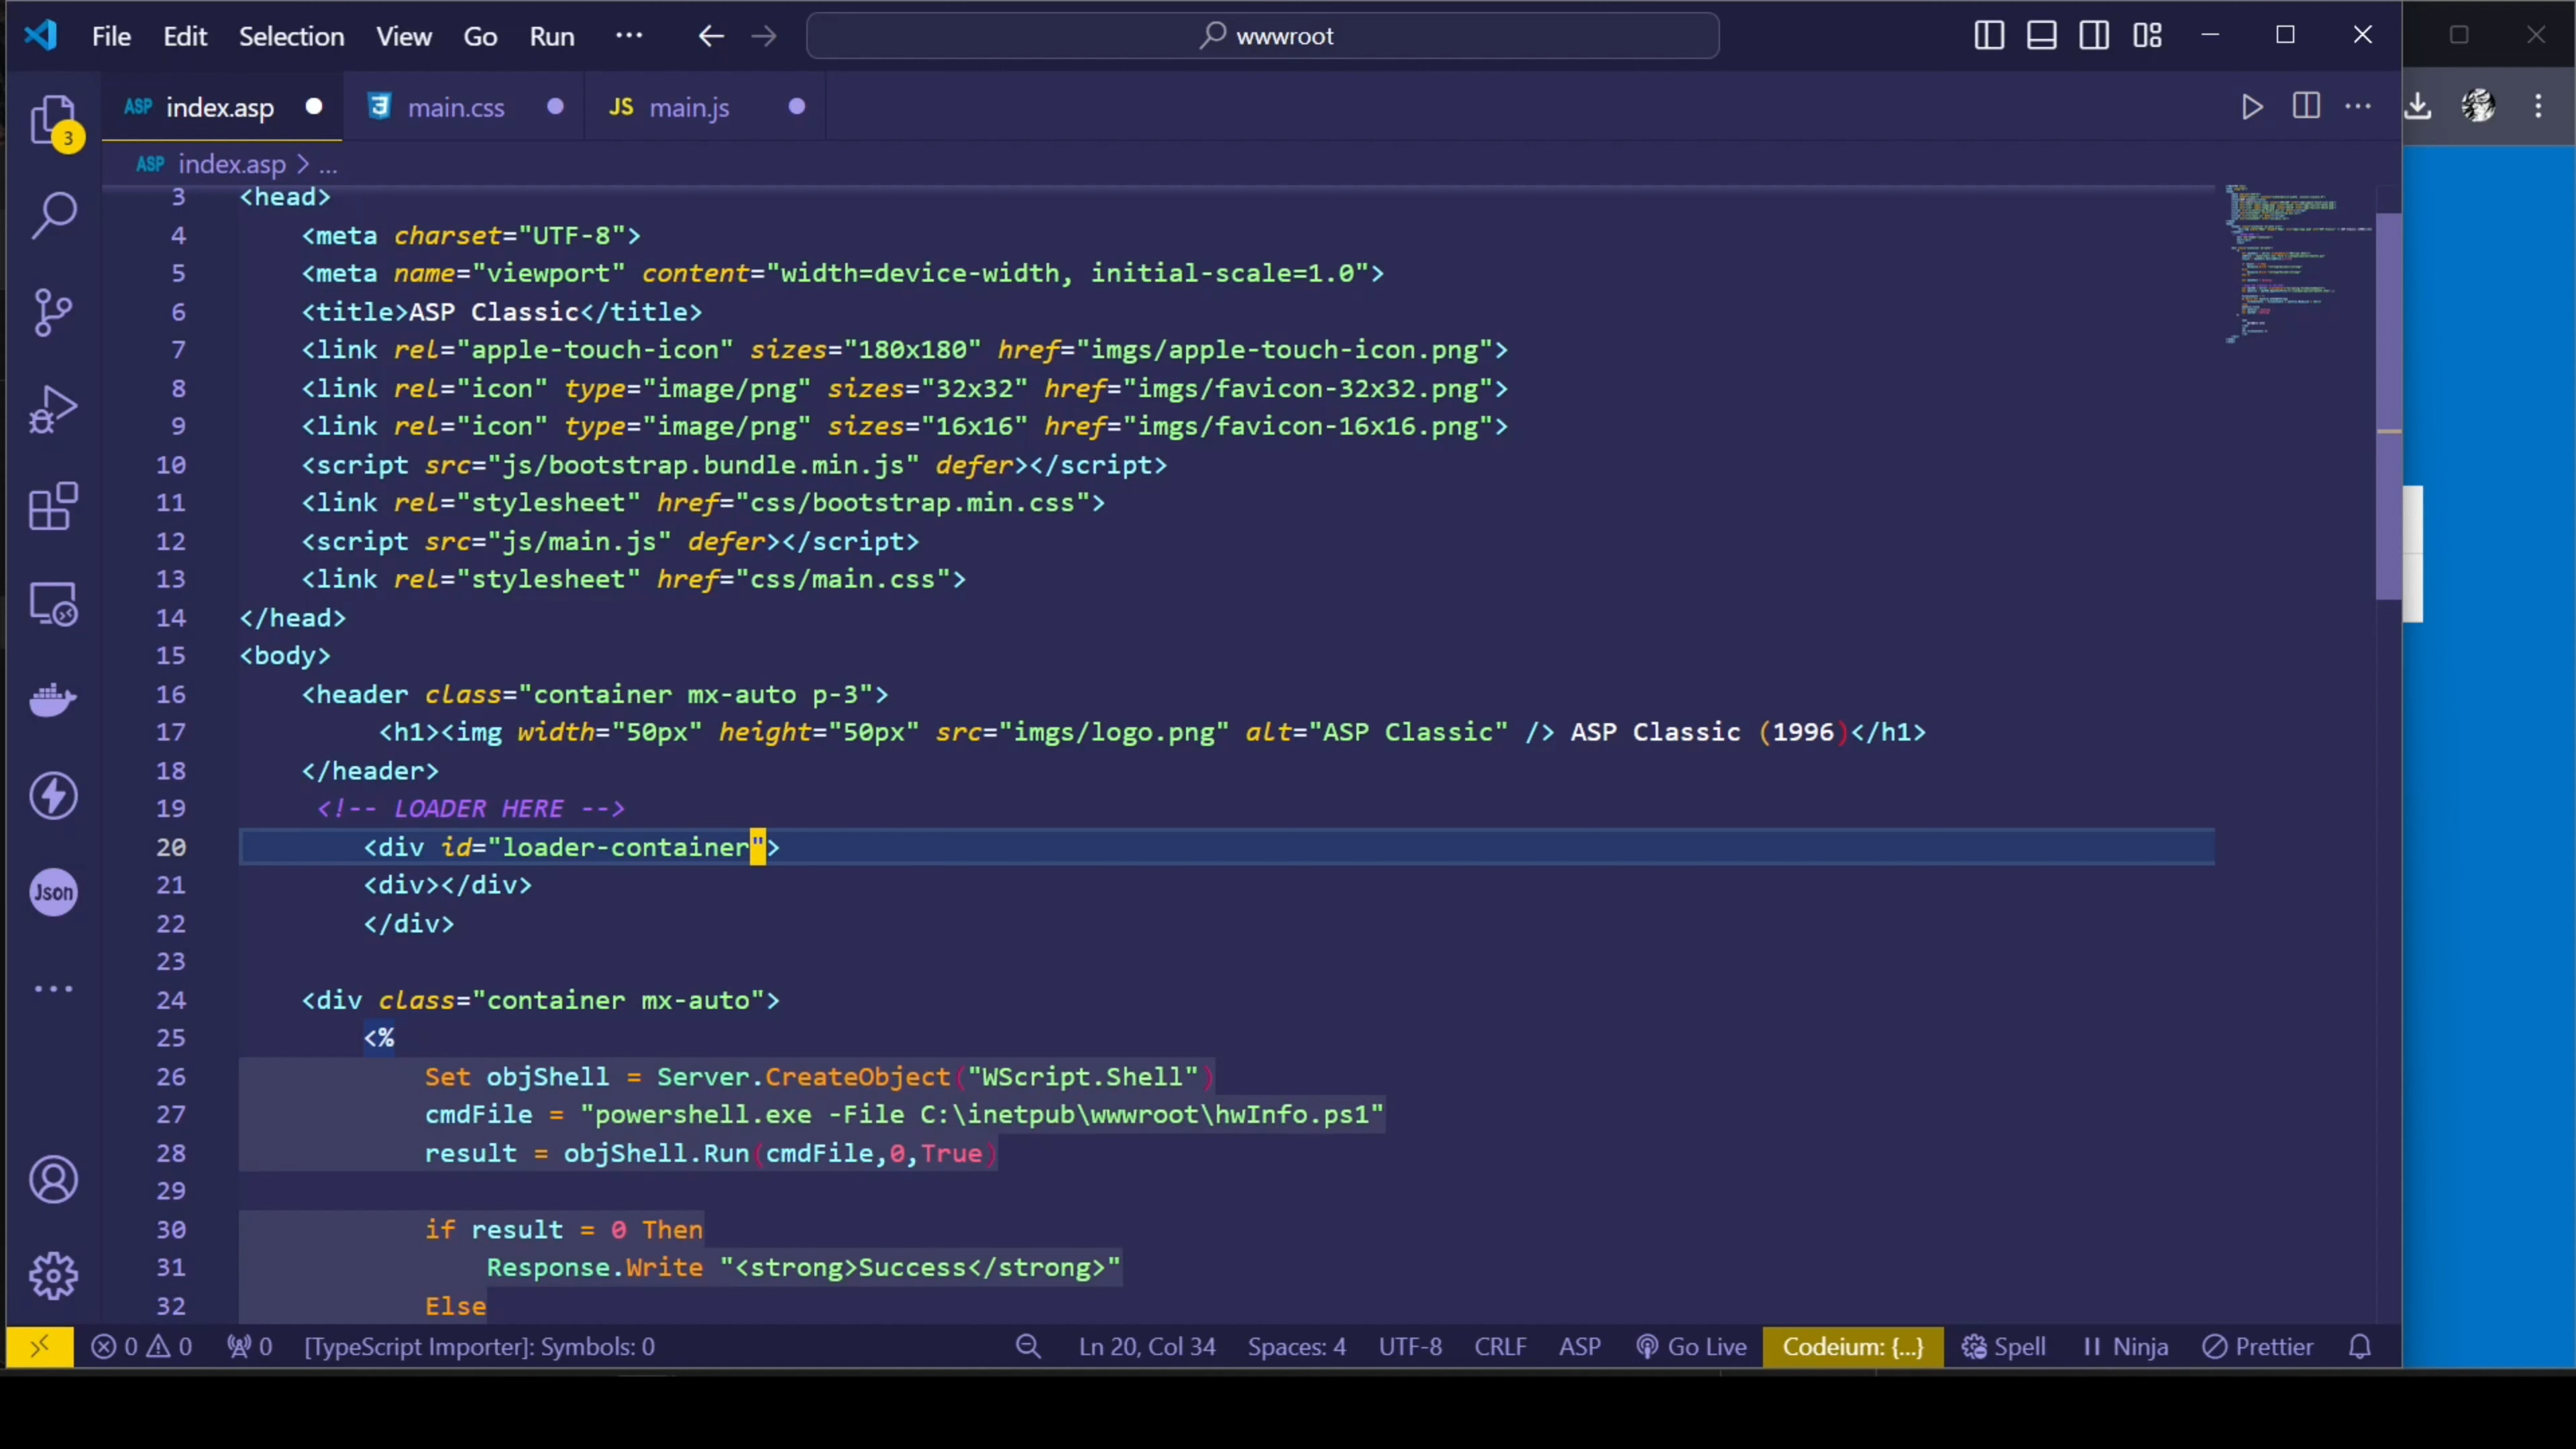 File Edit Selection View Go Run ··· wwwroot
ASP index.asp main.css JS main.js
3
ASP index.asp > ...
3 <head>
4 <meta charset="UTF-8">
5 <meta name="viewport" content="width=device-width, initial-scale=1.0">
6 <title>ASP Classic</title>
7 <link rel="apple-touch-icon" sizes="180x180" href="imgs/apple-touch-icon.png">
8 <link rel="icon" type="image/png" sizes="32x32" href="imgs/favicon-32x32.png">
9 <link rel="icon" type="image/png" sizes="16x16" href="imgs/favicon-16x16.png">
10 <script src="js/bootstrap.bundle.min.js" defer></script>
11 <link rel="stylesheet" href="css/bootstrap.min.css">
12 <script src="js/main.js" defer></script>
13 <link rel="stylesheet" href="css/main.css">
14 </head>
15 <body>
16 <header class="container mx-auto p-3">
17 <h1><img width="50px" height="50px" src="imgs/logo.png" alt="ASP Classic" /> ASP Classic (1996)</h1>
18 </header>
19 <!-- LOADER HERE -->
20 <div id="loader-container">
21 <div></div>
22 </div>
23
24 <div class="container mx-auto">
25 <%
26 Set objShell = Server.CreateObject("WScript.Shell")
27 cmdFile = "powershell.exe -File C:\inetpub\wwwroot\hwInfo.ps1"
28 result = objShell.Run(cmdFile,0,True)
29
30 if result = 0 Then
31 Response.Write "<strong>Success</strong>"
32 Else
Json
0 0 0 [TypeScript Importer]: Symbols: 0 Ln 20, Col 34 Spaces: 4 UTF-8 CRLF ASP Go Live Codeium: {...} Spell Ninja Prettier